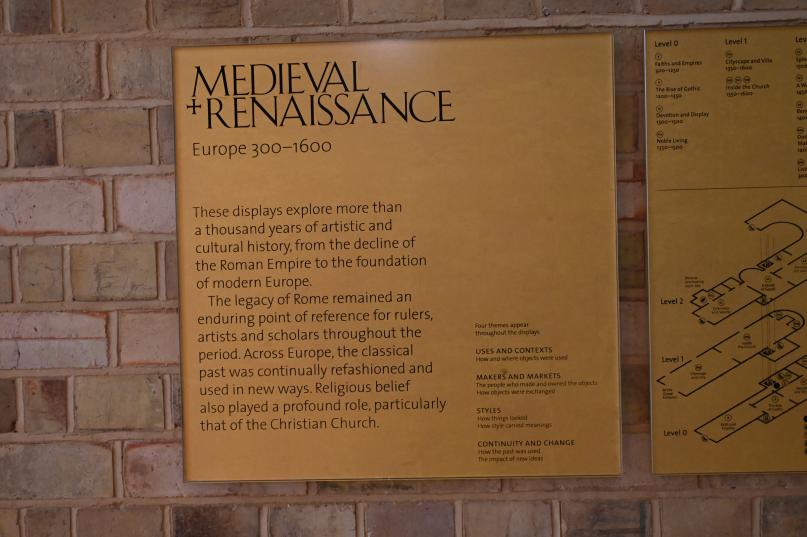 MEDIEVAL
+RENAISSANCE
Europe 300–1600
These displays explore more than
a thousand years of artistic and
cultural history, from the decline of
the Roman Empire to the foundation
of modern Europe.
The legacy of Rome remained an
enduring point of reference for rulers,
artists and scholars throughout the
period. Across Europe, the classical
past was continually refashioned and
used in new ways. Religious belief
also played a profound role, particularly
that of the Christian Church.
Four themes appear
throughout the displays
USES AND CONTEXTS
How and where objects were used
MAKERS AND MARKETS
The people who made and owned the objects
How objects were exchanged
STYLES
How things looked
How style carried meanings
CONTINUITY AND CHANGE
How the past was used
The impact of new ideas
Level 0
Faiths and Empires
The Rise of Gothic
Devotion and Display
Noble Living
Level 1
Cityscape and Villa
1350–1600
Inside the Church
1350–1600
Level 2
Level 1
Level 0